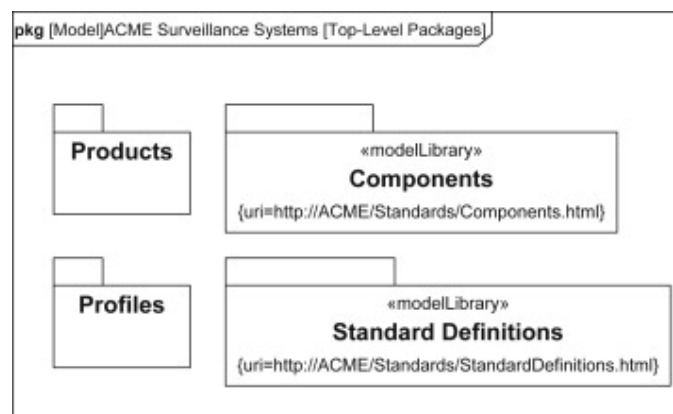 pkg [Model]ACME Surveillance Systems [Top-Level Packages]
Products
«modelLibrary»
Components
{uri=http://ACME/Standards/Components.html}
Profiles
«modelLibrary»
Standard Definitions
{uri=http://ACME/Standards/StandardDefinitions.html}